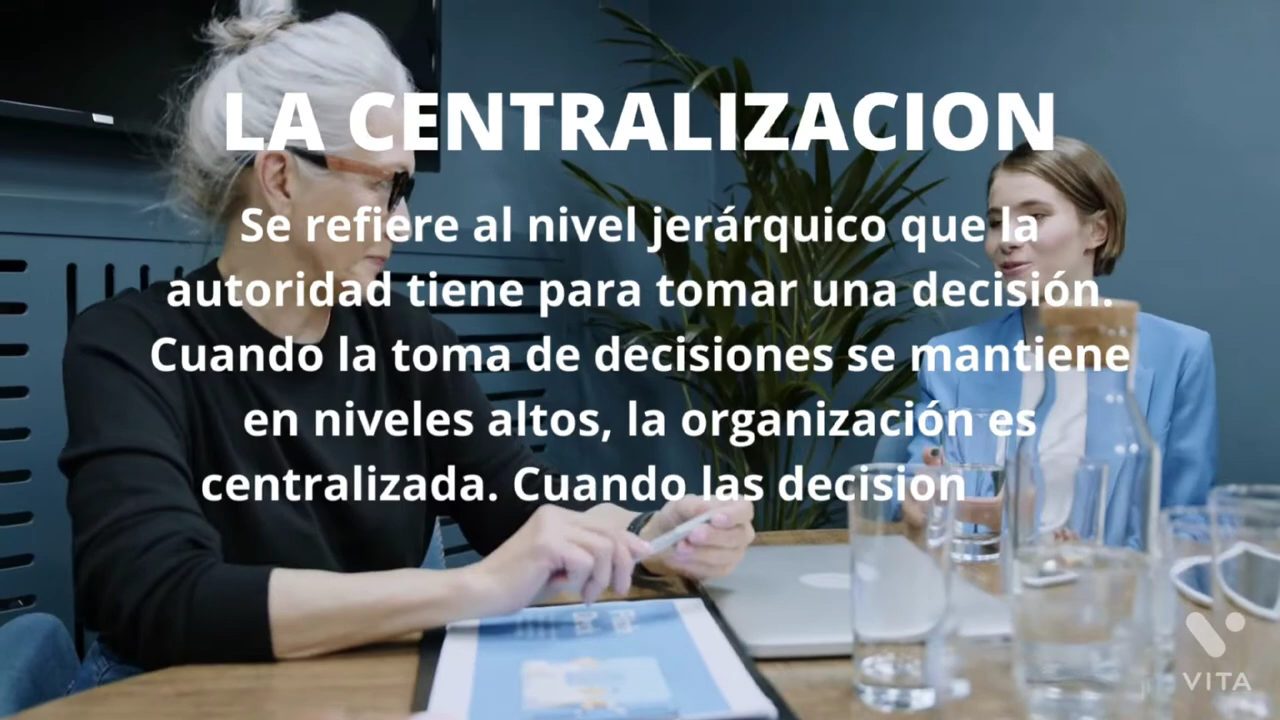 LA CENTRALIZACION
Se refiere al nivel jerárquico que la
autoridad tiene para tomar una decisión.
Cuando la toma de decisiones se mantiene
en niveles altos, la organización es
centralizada. Cuando las decision
VITA